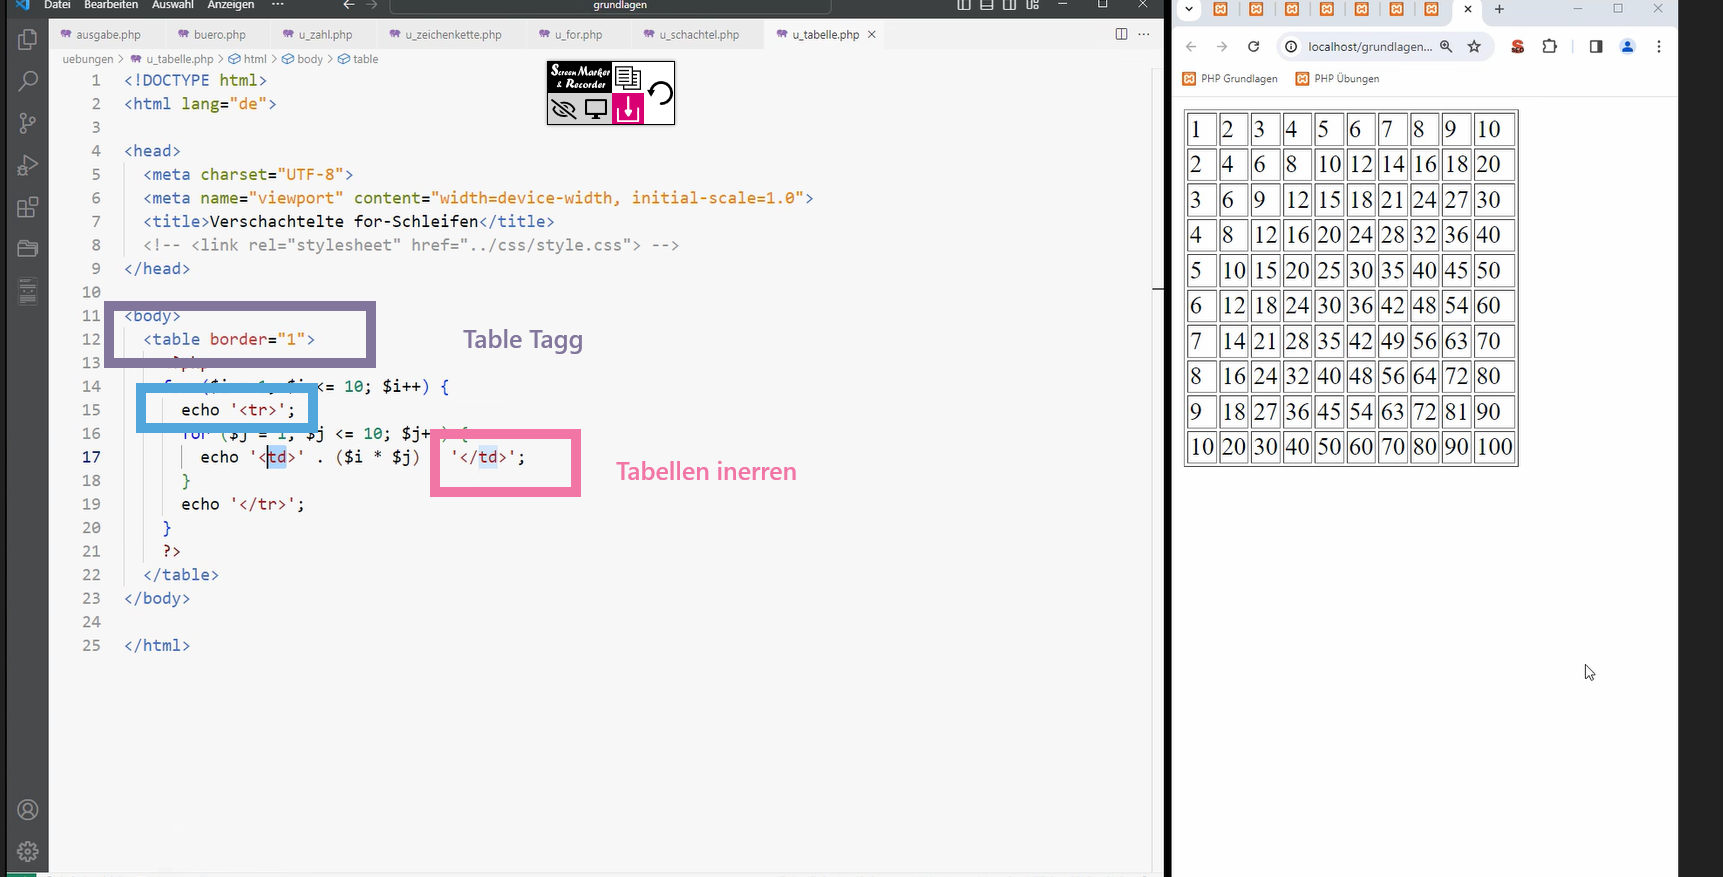 Datei Bearbeiten Auswahl Anzeigen ··· grundlagen
ausgabe.php buero.php u_zahl.php u_zeichenkette.php u_for.php u_schachtel.php u_tabelle.php
uebungen > u_tabelle.php > html > body > table
1 <!DOCTYPE html>
2 <html lang="de">
3
4 <head>
5 <meta charset="UTF-8">
6 <meta name="viewport" content="width=device-width, initial-scale=1.0">
7 <title>Verschachtelte for-Schleifen</title>
8 <!-- <link rel="stylesheet" href="../css/style.css"> -->
9 </head>
10
11 <body>
12 <table border="1">
13
14 <= 10; $i++) {
15 echo '<tr>';
16 for ($j = 1; $j <= 10; $j++) {
17 echo '<td>' . ($i * $j) '</td>';
18 }
19 echo '</tr>';
20 }
21 ?>
22 </table>
23 </body>
24
25 </html>
Table Tagg
Tabellen inerren
Screen Marker
& Recorder
localhost/grundlagen...
PHP Grundlagen PHP Übungen
1 2 3 4 5 6 7 8 9 10
2 4 6 8 10 12 14 16 18 20
3 6 9 12 15 18 21 24 27 30
4 8 12 16 20 24 28 32 36 40
5 10 15 20 25 30 35 40 45 50
6 12 18 24 30 36 42 48 54 60
7 14 21 28 35 42 49 56 63 70
8 16 24 32 40 48 56 64 72 80
9 18 27 36 45 54 63 72 81 90
10 20 30 40 50 60 70 80 90 100